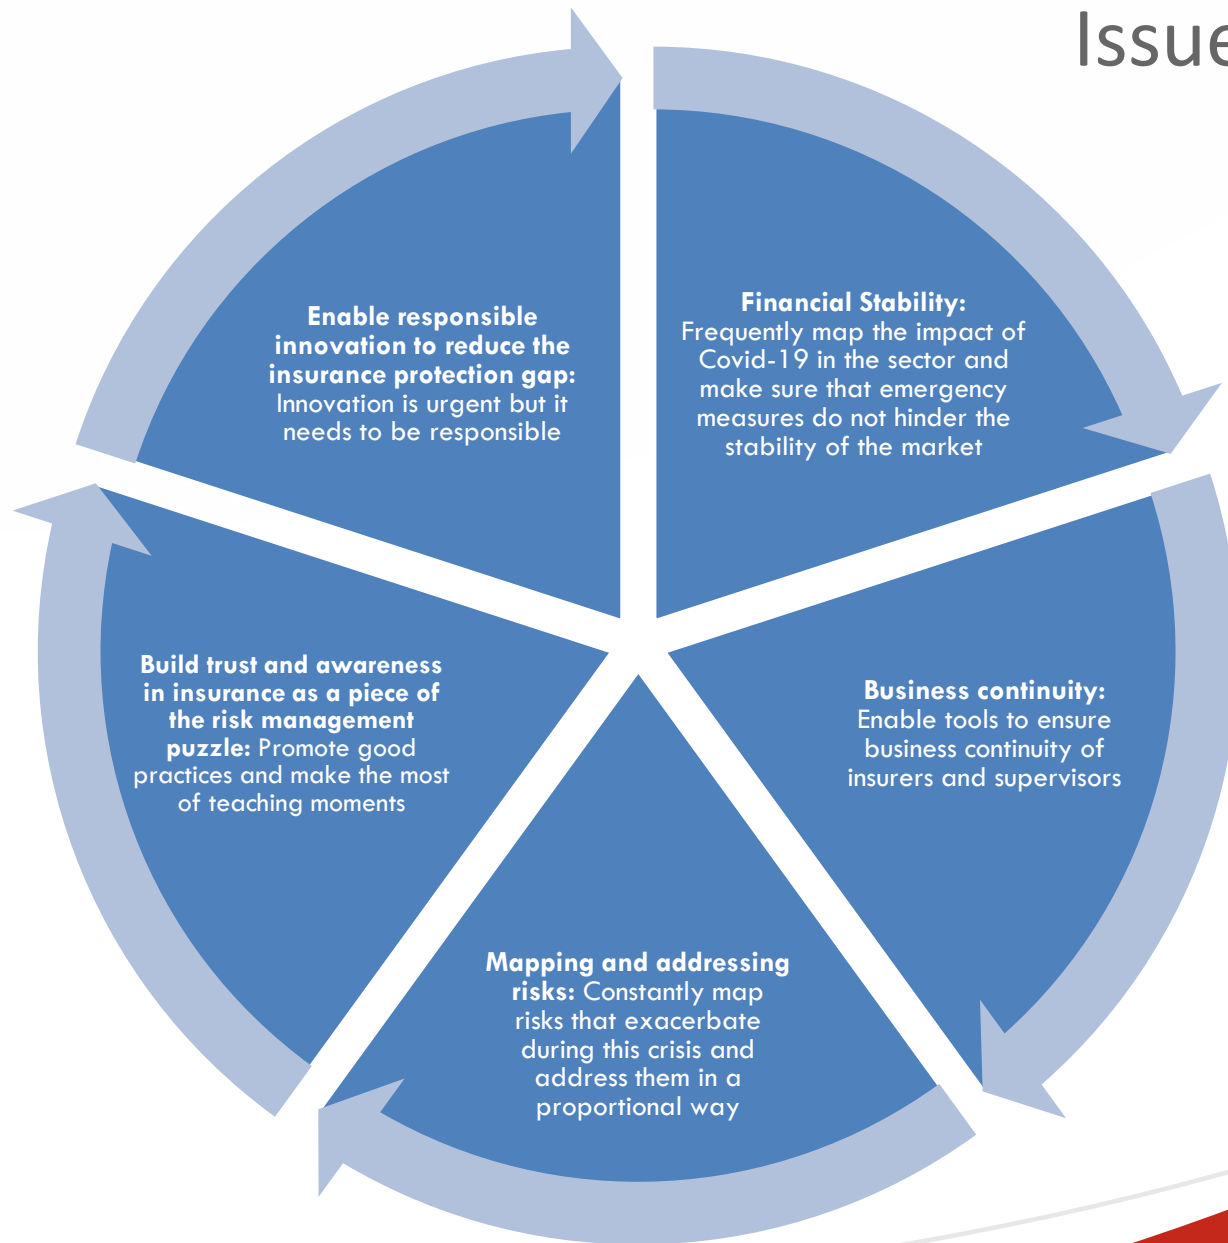 Issue
Financial Stability:
Frequently map the impact of
Covid-19 in the sector and
make sure that emergency
measures do not hinder the
stability of the market
Business continuity:
Enable tools to ensure
business continuity of
insurers and supervisors
Mapping and addressing
risks: Constantly map
risks that exacerbate
during this crisis and
address them in a
proportional way
Build trust and awareness
in insurance as a piece of
the risk management
puzzle: Promote good
practices and make the most
of teaching moments
Enable responsible
innovation to reduce the
insurance protection gap:
Innovation is urgent but it
needs to be responsible